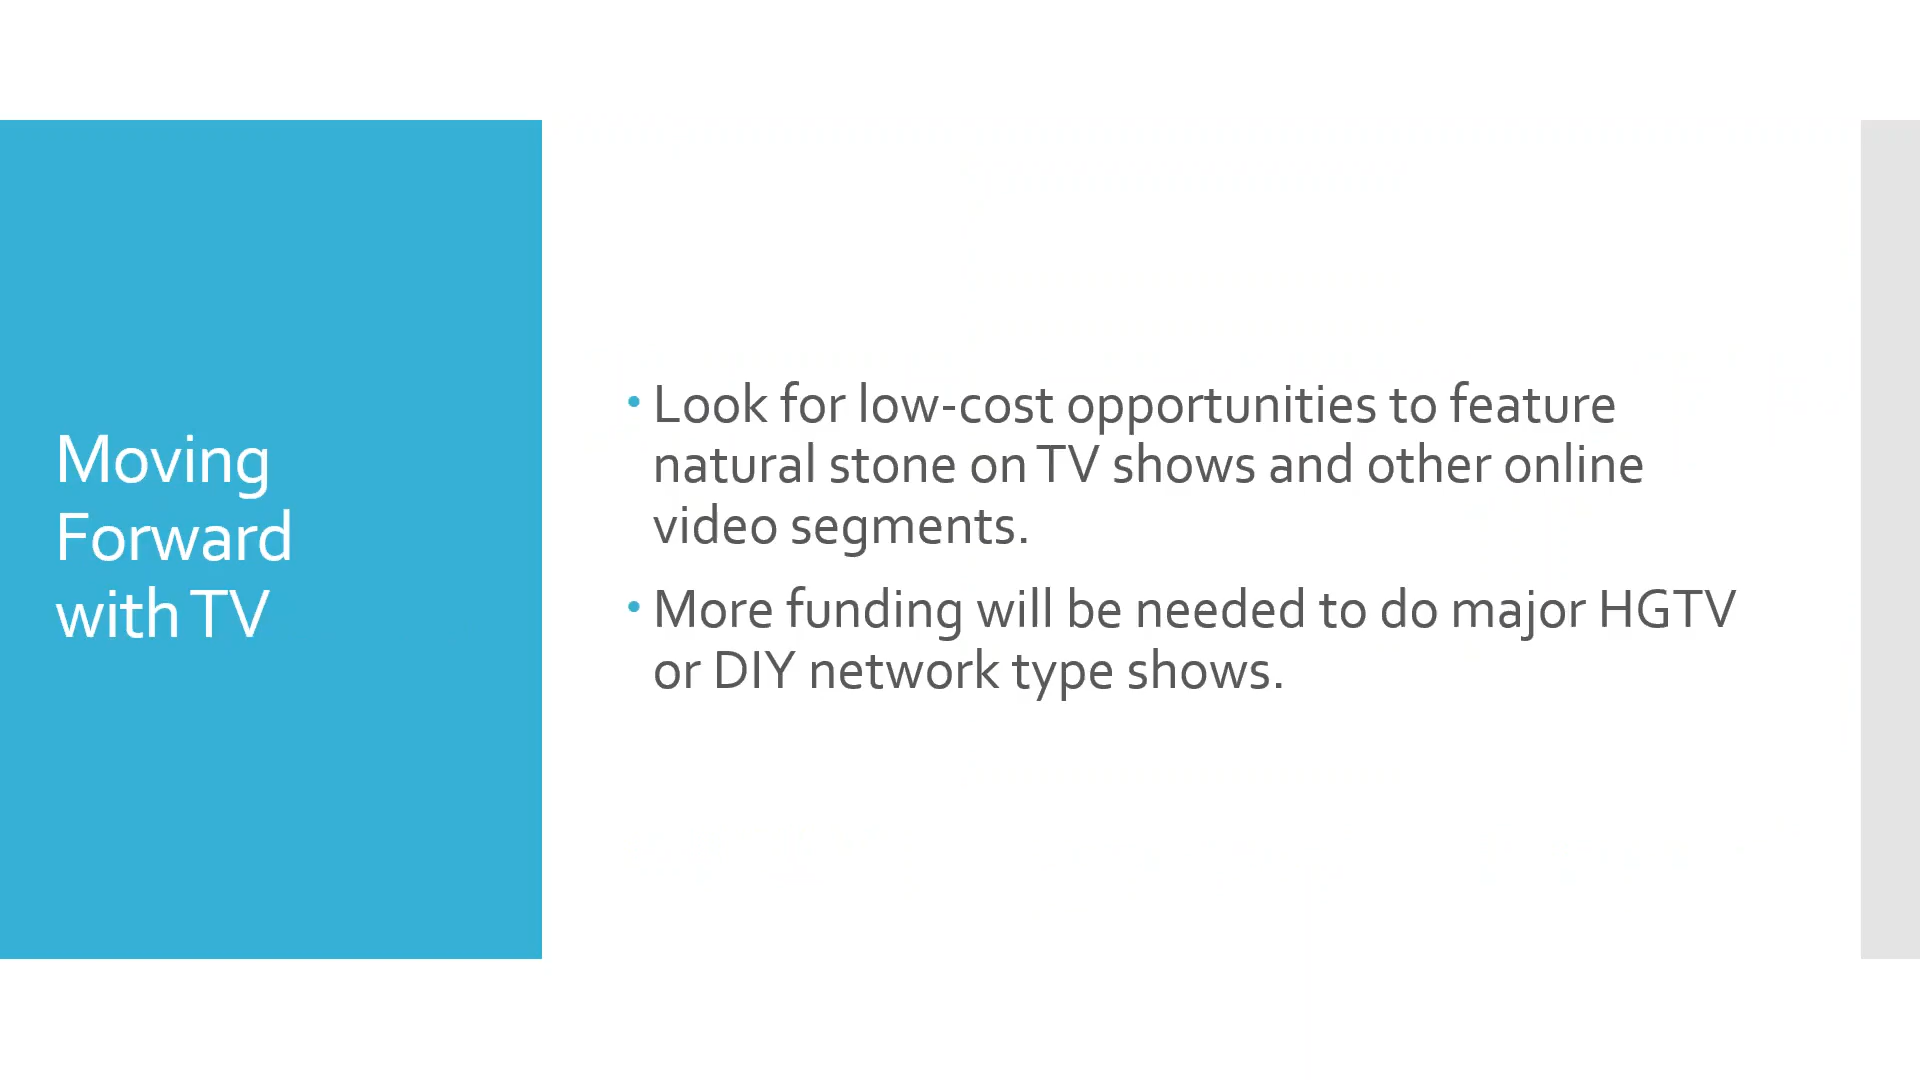 Moving
Forward
with TV
• Look for low-cost opportunities to feature
natural stone on TV shows and other online
video segments.
• More funding will be needed to do major HGTV
or DIY network type shows.